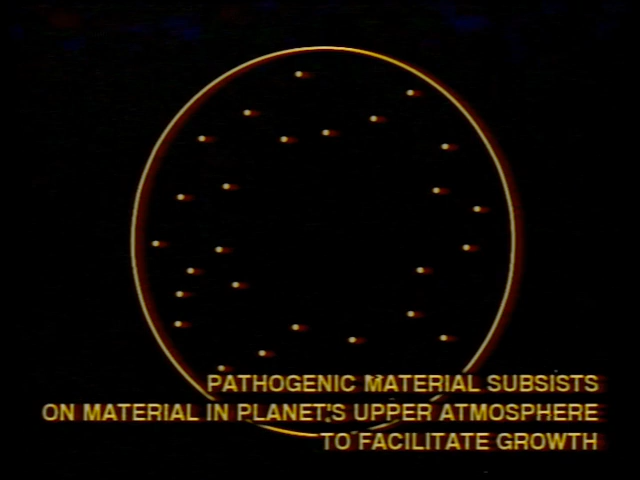 PATHOGENIC MATERIAL SUBSISTS
ON MATERIAL IN PLANET'S UPPER ATMOSPHERE
TO FACILITATE GROWTH